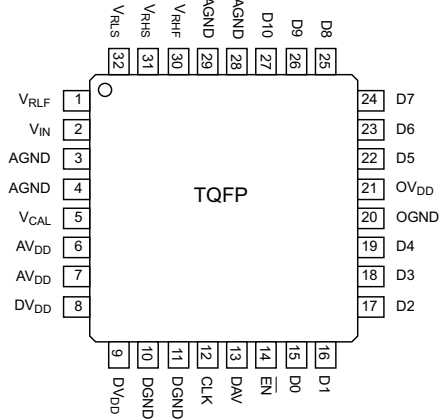 VRLS
VRHS
VRHF
AGND
AGND
D10
D9
D8
32
31
30
29
28
27
26
25
VRLF 1
VIN 2
AGND 3
AGND 4
VCAL 5
AVDD 6
AVDD 7
DVDD 8
TQFP
24 D7
23 D6
22 D5
21 OVDD
20 OGND
19 D4
18 D3
17 D2
9
10
11
12
13
14
15
16
DVDD
DGND
DGND
CLK
DAV
EN
D0
D1